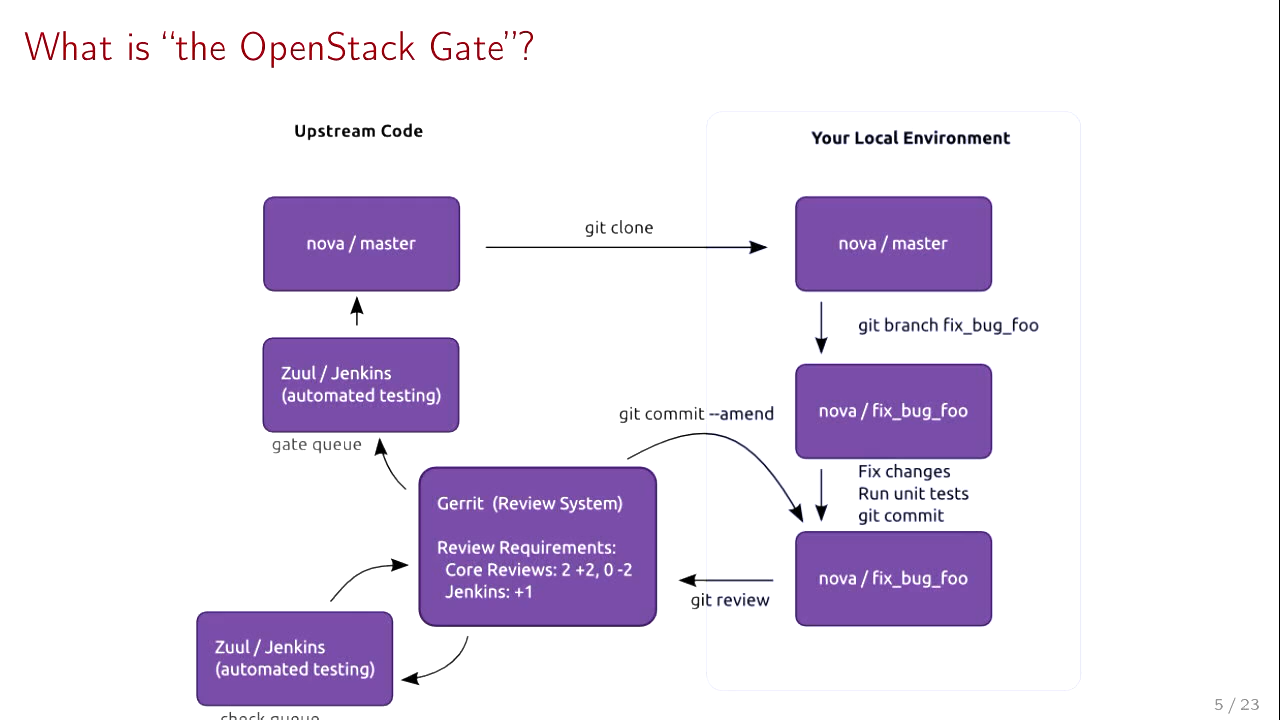 What is “the OpenStack Gate”?
Upstream Code
Your Local Environment
nova / master
git clone
nova / master
git branch fix_bug_foo
Zuul / Jenkins
(automated testing)
gate queue
git commit --amend
nova / fix_bug_foo
Fix changes
Run unit tests
git commit
Gerrit (Review System)
Review Requirements:
Core Reviews: 2 +2, 0 -2
Jenkins: +1
nova / fix_bug_foo
git review
Zuul / Jenkins
(automated testing)
check queue
5 / 23